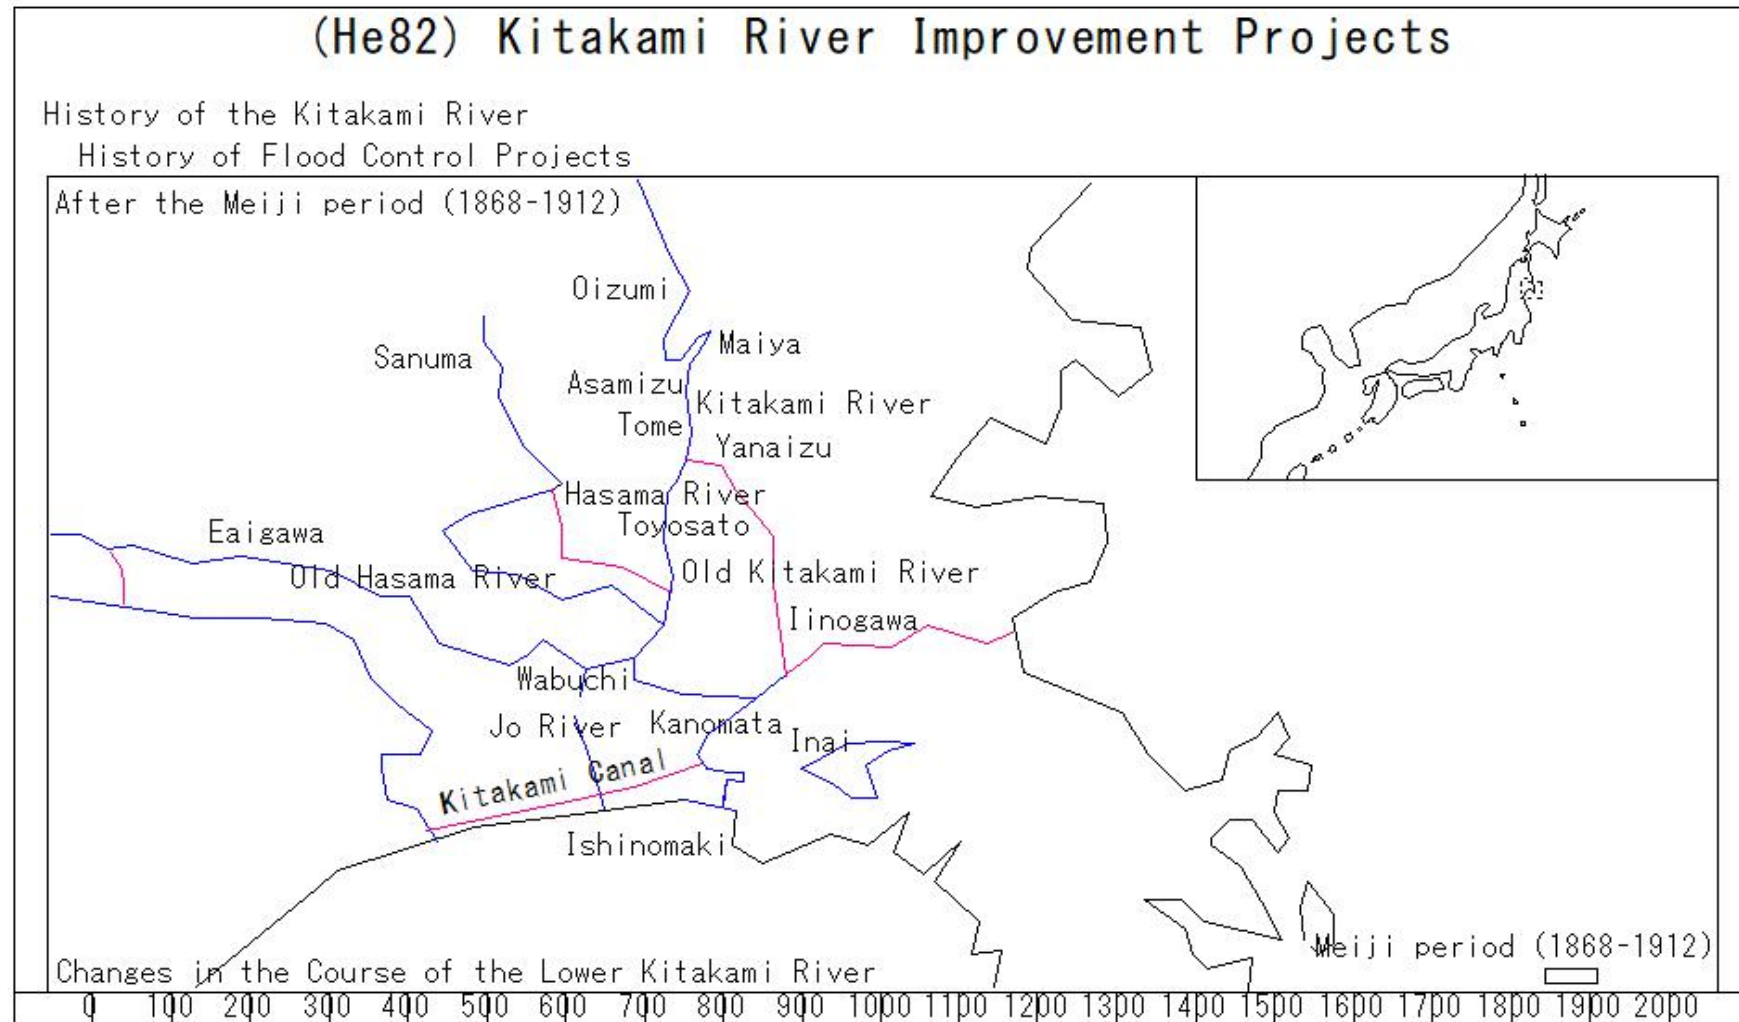 (He82) Kitakami River Improvement Projects
History of the Kitakami River
History of Flood Control Projects
After the Meiji period (1868-1912)
Oizumi
Maiya
Sanuma
Asamizu
Kitakami River
Tome
Yanaizu
Hasama River
Toyosato
Eaigawa
Old Hasama River
Old Kitakami River
Iinogawa
Wabuchi
Jo River
Kanomata
Inai
Kitakami Canal
Ishinomaki
Meiji period (1868-1912)
Changes in the Course of the Lower Kitakami River
0 100 200 300 400 500 600 700 800 900 1000 1100 1200 1300 1400 1500 1600 1700 1800 1900 2000